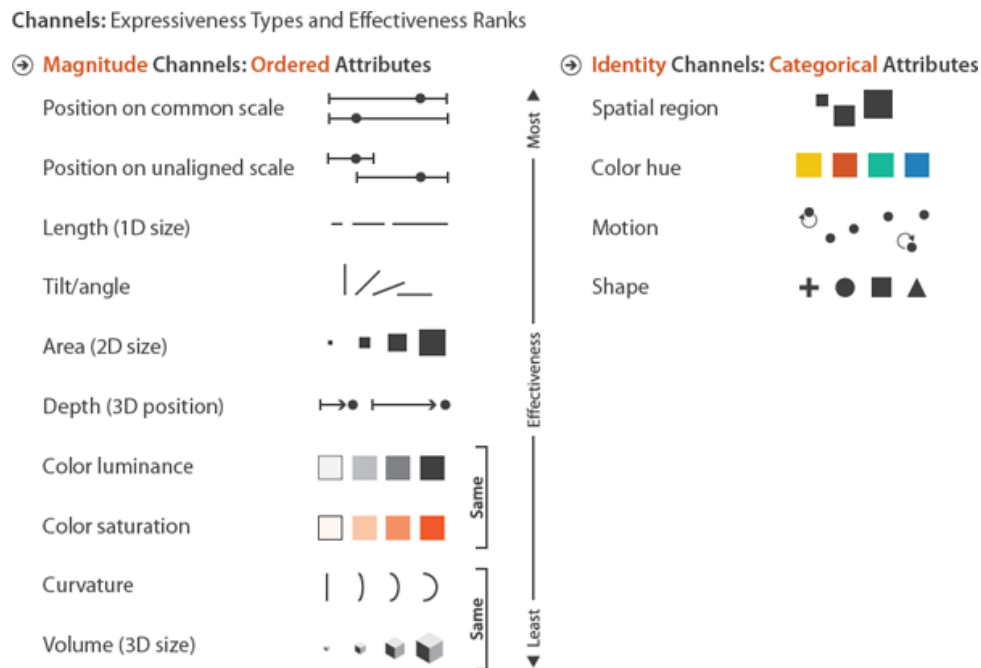 Channels: Expressiveness Types and Effectiveness Ranks
Magnitude Channels: Ordered Attributes
Position on common scale
Position on unaligned scale
Length (1D size)
Tilt/angle
Area (2D size)
Depth (3D position)
Color luminance
Color saturation
Curvature
Volume (3D size)
Same
Same
Most
Effectiveness
Least
Identity Channels: Categorical Attributes
Spatial region
Color hue
Motion
Shape